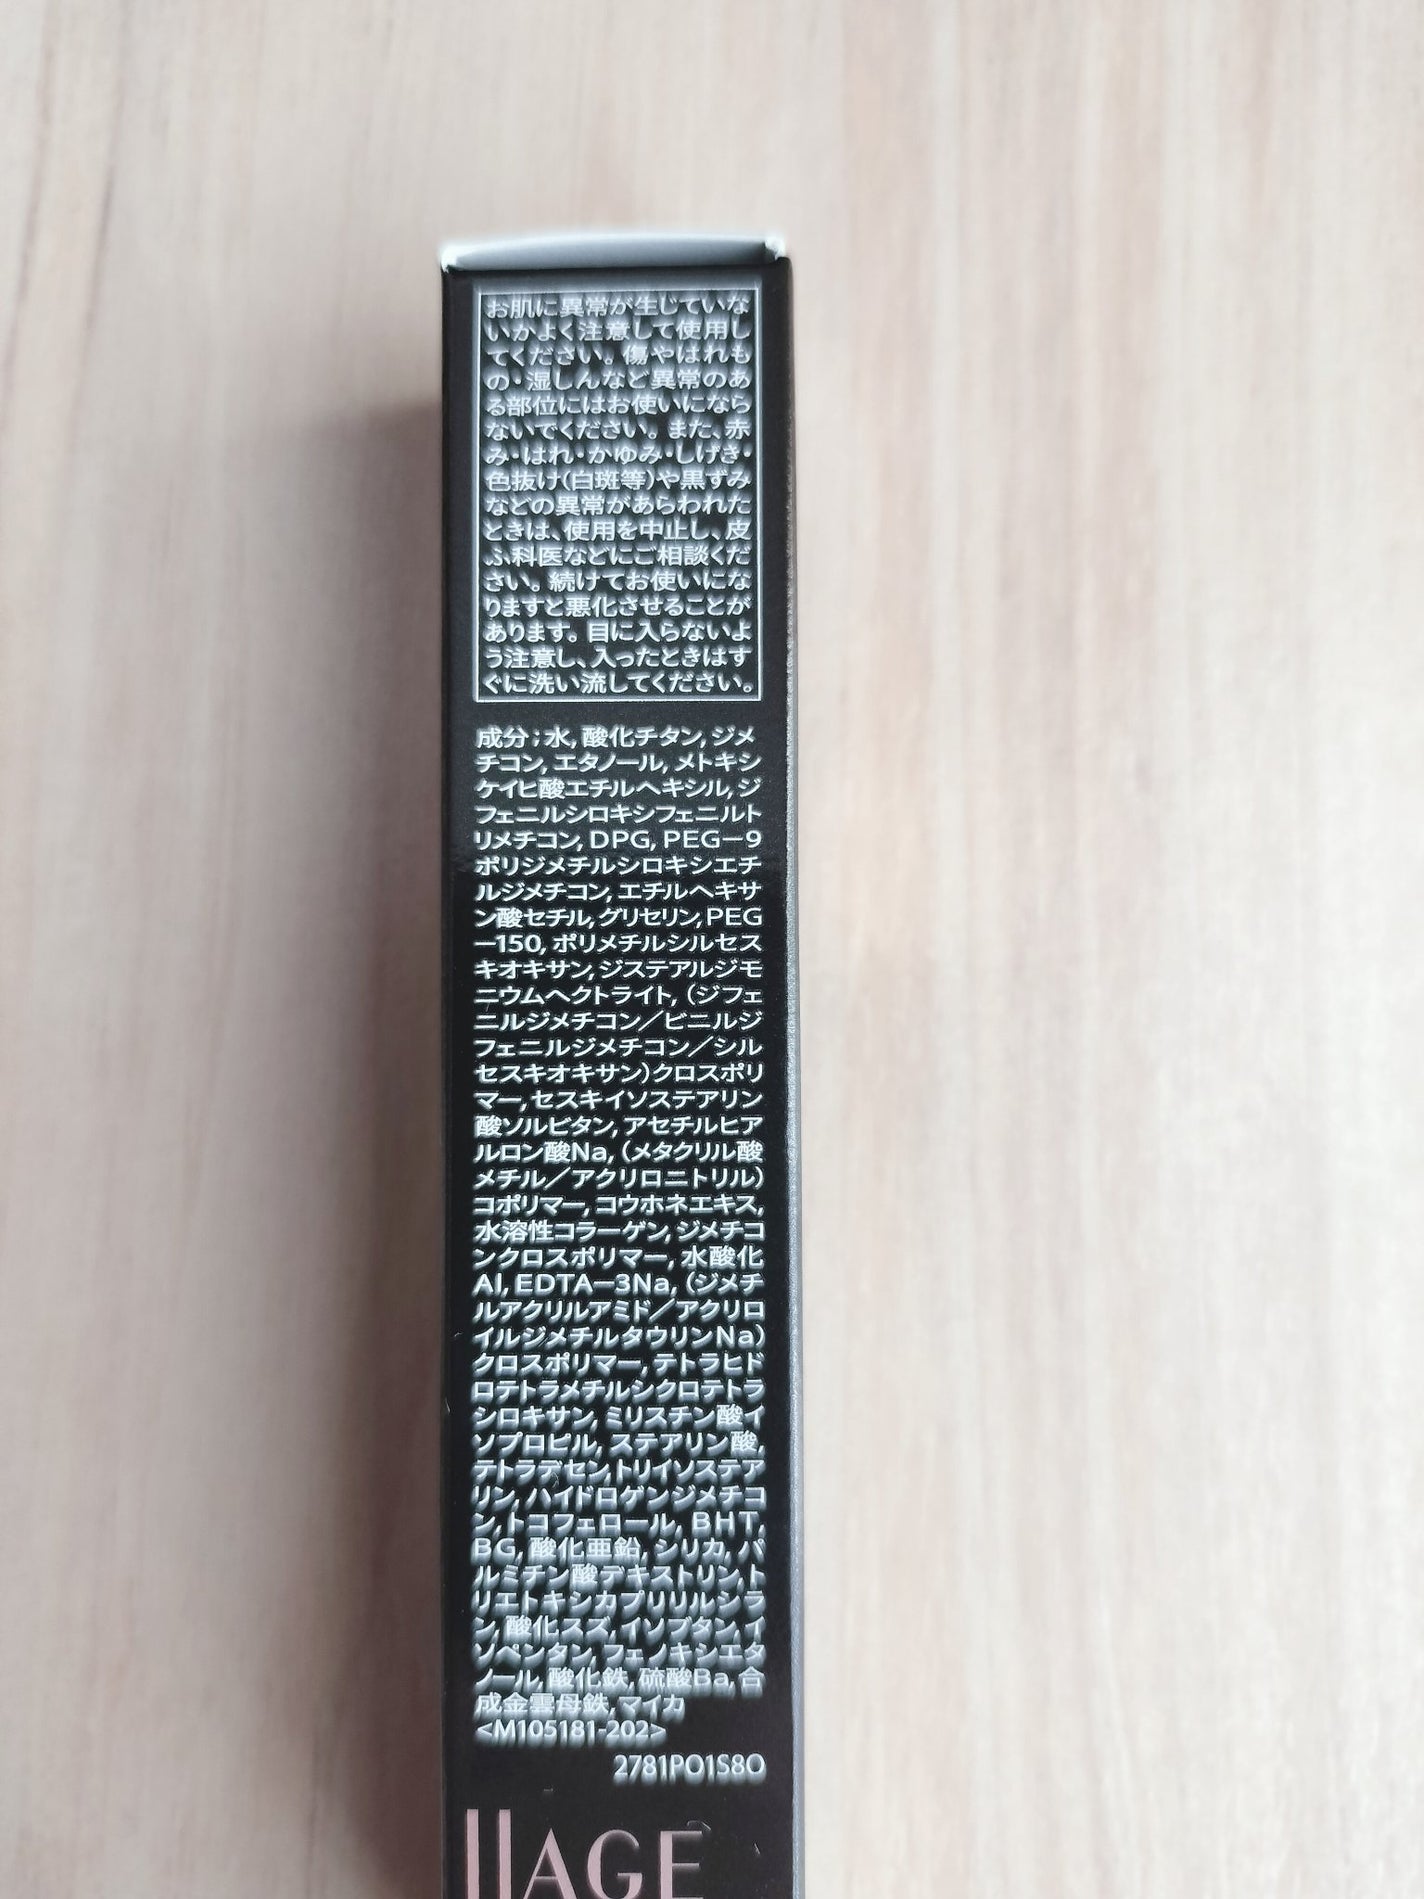 お肌に異常が生じていな
いかよく注意して使用し
てください。傷やはれも
の・湿しんなど異常のあ
る部位にはお使いになら
ないでください。また、赤
み・はれ・かゆみ・しげき・
色抜け(白斑等)や黒ずみ
などの異常があらわれた
ときは、使用を中止し、皮
ふ科医などにご相談くだ
さい。続けてお使いにな
りますと悪化させることが
あります。目に入らないよ
う注意し、入ったときはす
ぐに洗い流してください。
成分;水, 酸化チタン, ジメ
チコン, エタノール, メトキシ
ケイヒ酸エチルヘキシル, ジ
フェニルシロキシフェニルト
リメチコン, DPG, PEG－9
ポリジメチルシロキシエチ
ルジメチコン, エチルヘキサ
ン酸セチル, グリセリン, PEG
－150, ポリメチルシルセス
キオキサン, ジステアルジモ
ニウムヘクトライト, (ジフェ
ニルジメチコン／ビニルジ
フェニルジメチコン／シル
セスキオキサン)クロスポリ
マー, セスキイソステアリン
酸ソルビタン, アセチルヒア
ルロン酸Na, (メタクリル酸
メチル／アクリロニトリル)
コポリマー, コウホネエキス,
水溶性コラーゲン, ジメチコ
ンクロスポリマー, 水酸化
Al, EDTA－3Na, (ジメチ
ルアクリルアミド／アクリロ
イルジメチルタウリンNa)
クロスポリマー, テトラヒド
ロテトラメチルシクロテトラ
シロキサン, ミリスチン酸イ
ソプロピル, ステアリン酸,
テトラデセン, トリイソステア
リン, ハイドロゲンジメチコ
ン, トコフェロール, BHT,
BG, 酸化亜鉛, シリカ, パ
ルミチン酸デキストリン, ト
リエトキシカプリリルシラ
ン, 酸化スズ, イソブタン, イ
ソペンタン, フェノキシエタ
ノール, 酸化鉄, 硫酸Ba, 合
成金雲母鉄, マイカ
<M105181-202>
2781PO1S8O
llAGE